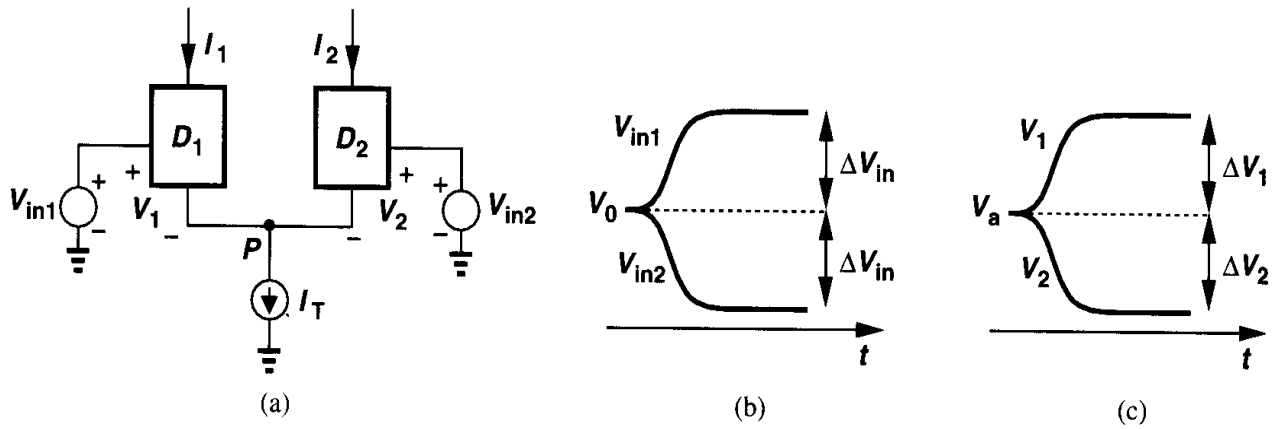 I1 I2
D1 D2
+ + + +
Vin1 V1 V2 Vin2
− − − −
P
IT
(a)
Vin1
ΔVin
V0
Vin2 ΔVin
t
(b)
V1
ΔV1
Va
V2 ΔV2
t
(c)